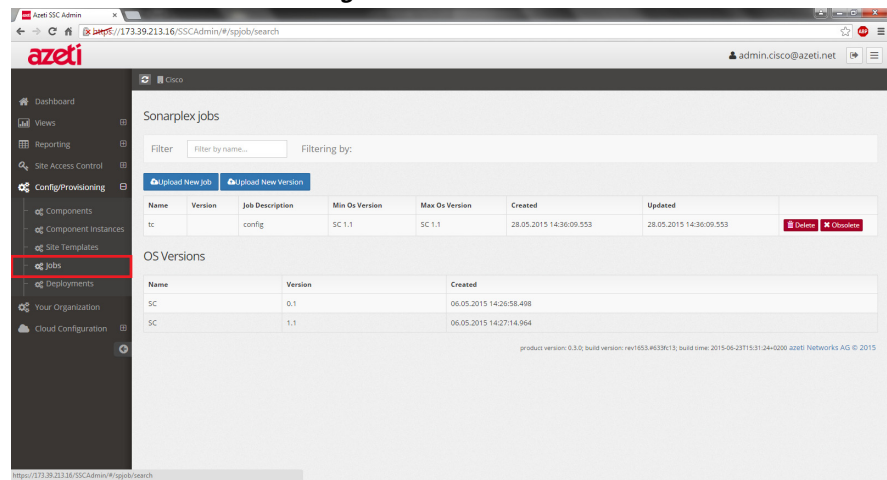 Azeti SSC Admin
https://173.39.213.16/SSCAdmin/#/spjob/search
azeti
admin.cisco@azeti.net
Cisco
Dashboard
Views
Reporting
Site Access Control
Config/Provisioning
Components
Component Instances
Site Templates
Jobs
Deployments
Your Organization
Cloud Configuration
Sonarplex jobs
Filter Filter by name... Filtering by:
Upload New Job Upload New Version
Name Version Job Description Min Os Version Max Os Version Created Updated
tc config SC 1.1 SC 1.1 28.05.2015 14:36:09.553 28.05.2015 14:36:09.553 Delete Obsolete
OS Versions
Name Version Created
SC 0.1 06.05.2015 14:26:58.498
SC 1.1 06.05.2015 14:27:14.964
product version: 0.3.0; build version: rev1653.#633fc13; build time: 2015-06-23T15:31:24+0200 azeti Networks AG © 2015
https://173.39.213.16/SSCAdmin/#/spjob/search